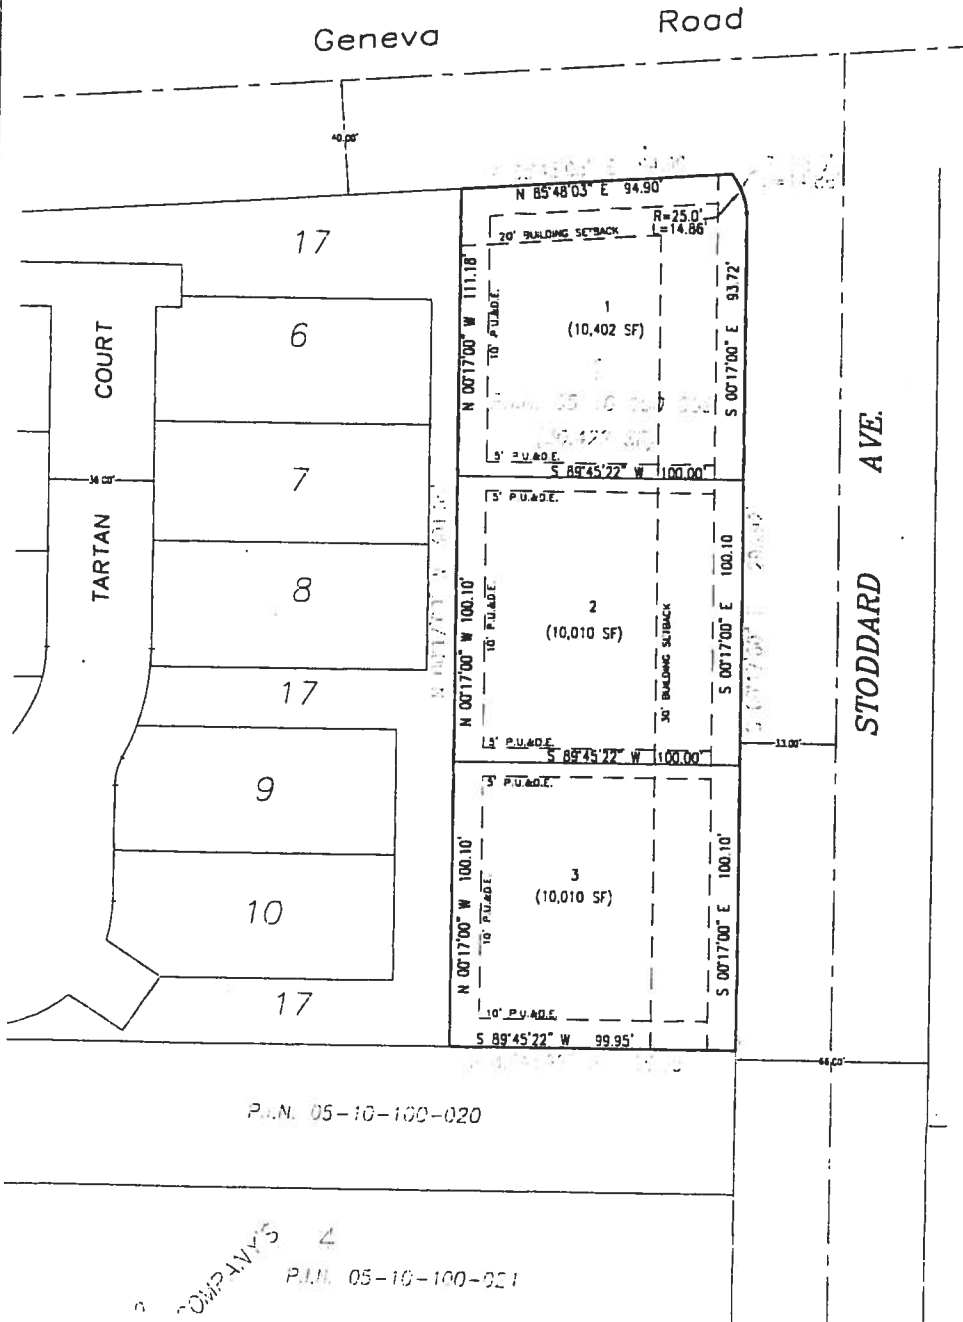 Geneva Road
40.00'
N 85°48'03" E 94.90'
R=25.0'
L=14.86'
20' BUILDING SETBACK
17
N 00°17'00" W 111.18'
10' P.U.&D.E.
1
(10,402 SF)
S 00°17'00" E 93.72'
6
COURT
5' P.U.&D.E.
S 89°45'22" W 100.00'
7
TARTAN
8
AVE.
STODDARD
5' P.U.&D.E.
N 00°17'00" W 100.10'
10' P.U.&D.E.
2
(10,010 SF)
30' BUILDING SETBACK
S 00°17'00" E 100.10
17
5' P.U.&D.E.
S 89°45'22" W 100.00'
33.00'
9
5' P.U.&D.E.
N 00°17'00" W 100.10'
10' P.U.&D.E.
3
(10,010 SF)
S 00°17'00" E 100.10'
10
17
10' P.U.&D.E.
S 89°45'22" W 99.95'
66.00'
P.I.N. 05-10-100-020
4
COMPANY'S
P.I.N. 05-10-100-021